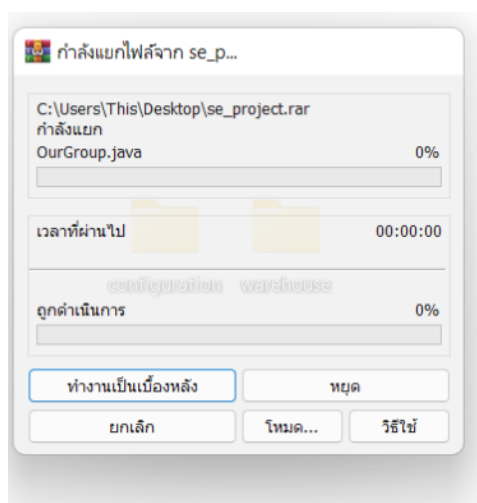 กำลังแยกไฟล์จาก se_p...
C:\Users\This\Desktop\se_project.rar
กำลังแยก
OurGroup.java 0%
เวลาที่ผ่านไป 00:00:00
configuration warehouse
ถูกดำเนินการ 0%
ทำงานเป็นเบื้องหลัง หยุด
ยกเลิก โหมด... วิธีใช้